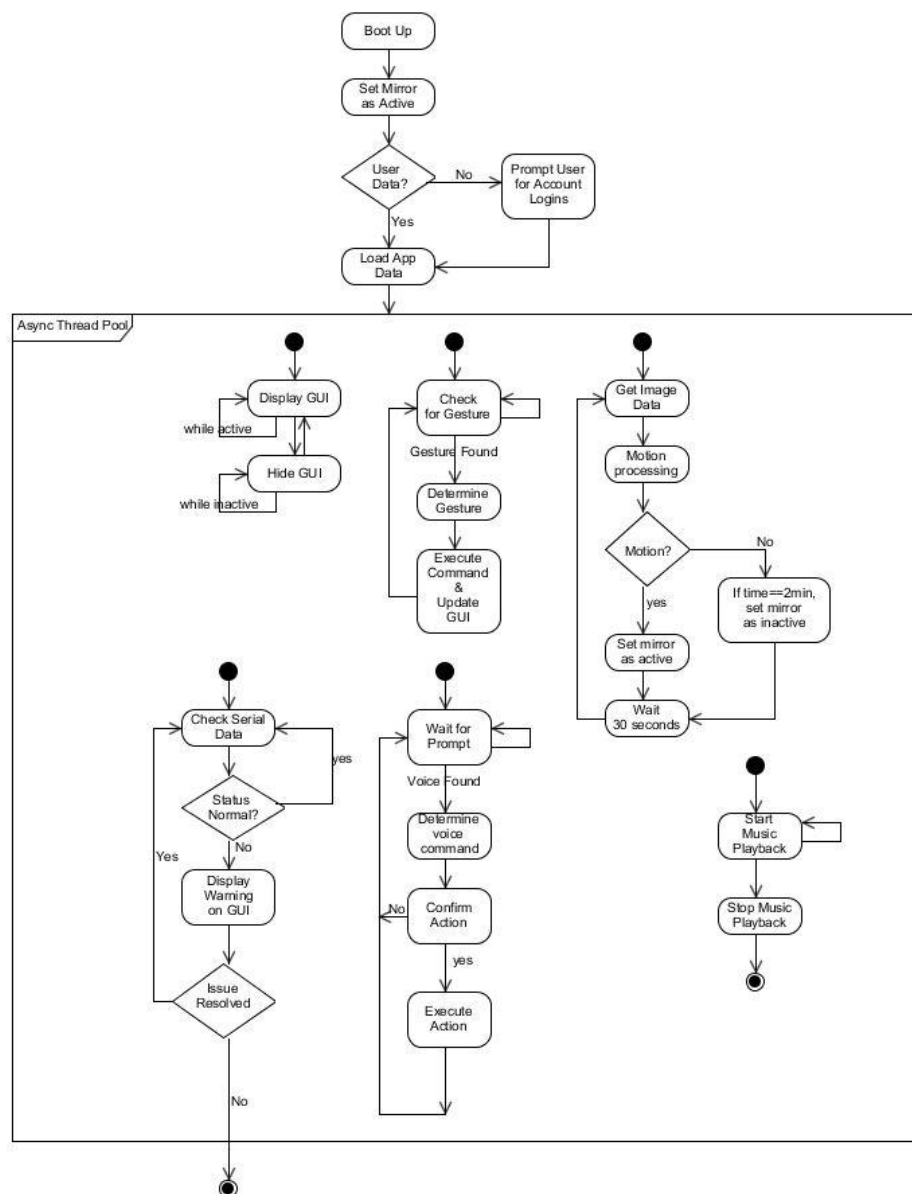 Boot Up
Set Mirror
as Active
User
Data?
No
Prompt User
for Account
Logins
Yes
Load App
Data
Async Thread Pool
Display GUI
while active
Hide GUI
while inactive
Check
for Gesture
Gesture Found
Determine
Gesture
Execute
Command
&
Update
GUI
Get Image
Data
Motion
processing
Motion?
No
If time==2min,
set mirror
as inactive
yes
Set mirror
as active
Wait
30 seconds
Check Serial
Data
yes
Status
Normal?
Yes
No
Display
Warning
on GUI
Issue
Resolved
No
Wait for
Prompt
Voice Found
Determine
voice
command
No
Confirm
Action
yes
Execute
Action
Start
Music
Playback
Stop Music
Playback